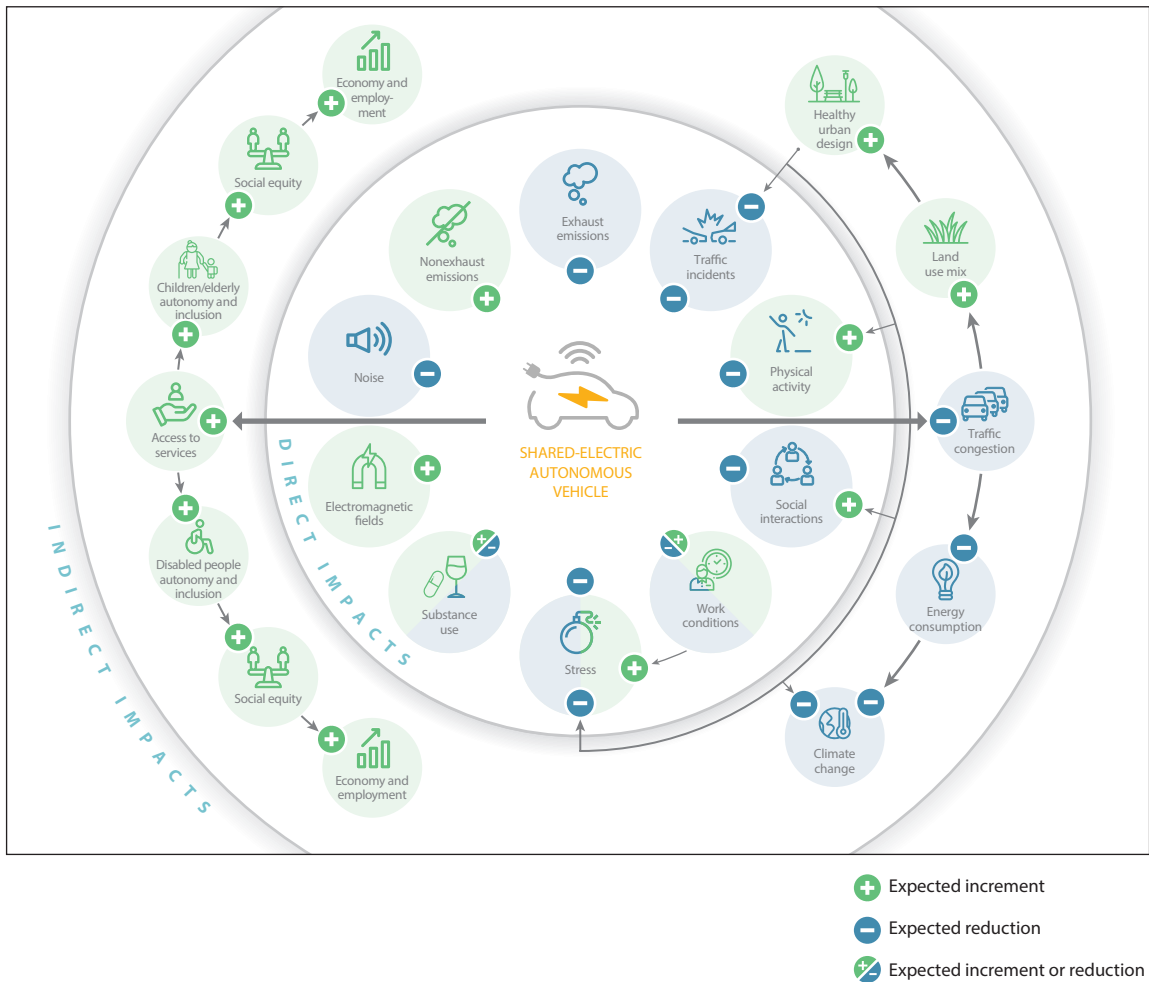 Economy and
employ-
ment
Social equity
Children/elderly
autonomy and
inclusion
Access to
services
Disabled people
autonomy and
inclusion
Social equity
Economy and
employment
Exhaust
emissions
Nonexhaust
emissions
Noise
Electromagnetic
fields
Substance
use
Stress
Work
conditions
Social
interactions
Physical
activity
Traffic
incidents
SHARED-ELECTRIC
AUTONOMOUS
VEHICLE
Healthy
urban
design
Land
use mix
Traffic
congestion
Energy
consumption
Climate
change
DIRECT IMPACTS
INDIRECT IMPACTS
Expected increment
Expected reduction
Expected increment or reduction